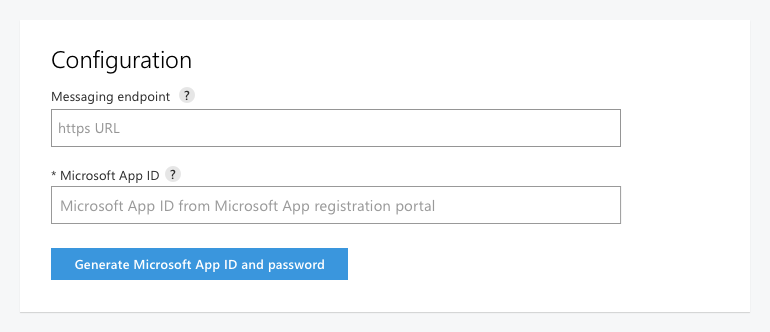 Configuration
Messaging endpoint ?
https URL
* Microsoft App ID ?
Microsoft App ID from Microsoft App registration portal
Generate Microsoft App ID and password